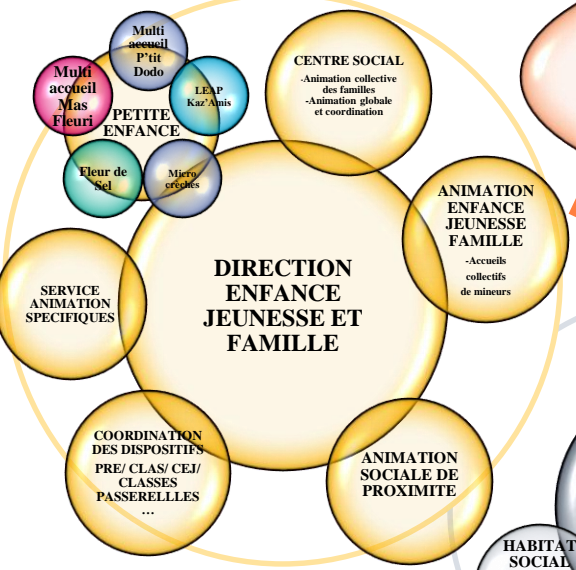 Multi
accueil
P'tit
Dodo
Multi
accueil
Mas
Fleuri
LEAP
Kaz'Amis
PETITE
ENFANCE
Fleur de
Sel
Micro
crèches
CENTRE SOCIAL
-Animation collective
des familles
-Animation globale
et coordination
ANIMATION
ENFANCE
JEUNESSE
FAMILLE
-Accueils
collectifs
de mineurs
DIRECTION
ENFANCE
JEUNESSE ET
FAMILLE
SERVICE
ANIMATION
SPECIFIQUES
COORDINATION
DES DISPOSITIFS
PRE/ CLAS/ CEJ/
CLASSES
PASSERELLLES
…
ANIMATION
SOCIALE DE
PROXIMITE
HABITAT
SOCIAL